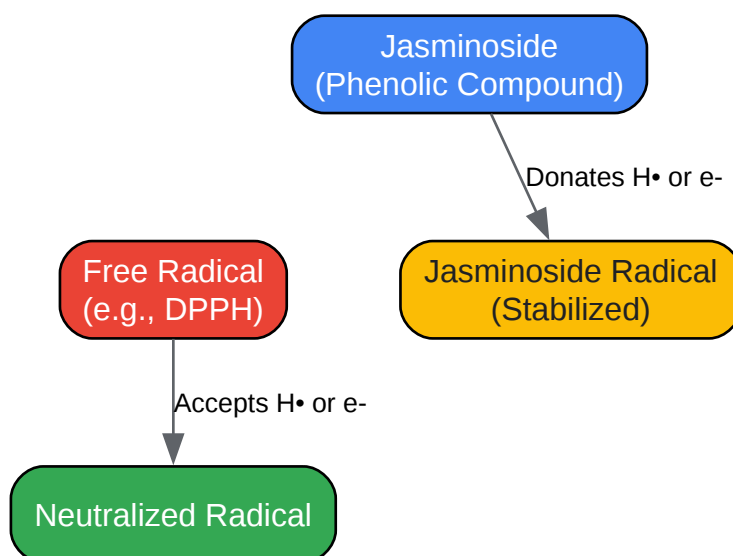 Jasminoside
(Phenolic Compound)
Donates H• or e-
Free Radical
(e.g., DPPH)
Jasminoside Radical
(Stabilized)
Accepts H• or e-
Neutralized Radical